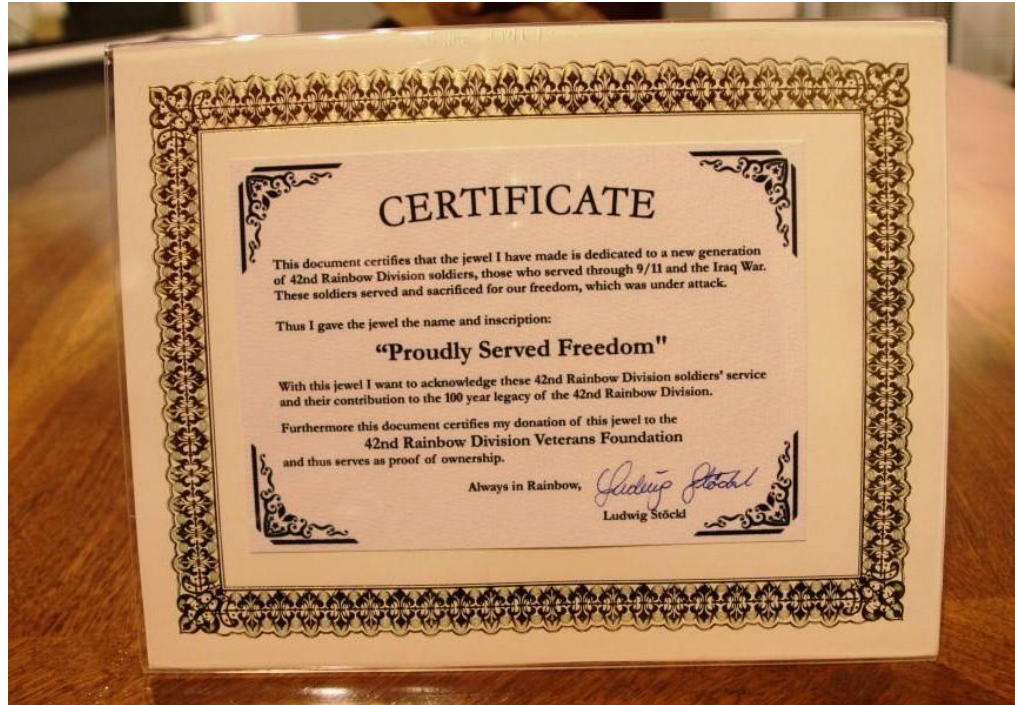 CERTIFICATE
This document certifies that the jewel I have made is dedicated to a new generation
of 42nd Rainbow Division soldiers, those who served through 9/11 and the Iraq War.
These soldiers served and sacrificed for our freedom, which was under attack.
Thus I gave the jewel the name and inscription:
“Proudly Served Freedom"
With this jewel I want to acknowledge these 42nd Rainbow Division soldiers' service
and their contribution to the 100 year legacy of the 42nd Rainbow Division.
Furthermore this document certifies my donation of this jewel to the
42nd Rainbow Division Veterans Foundation
and thus serves as proof of ownership.
Always in Rainbow, Ludwig Stöckl
Ludwig Stöckl